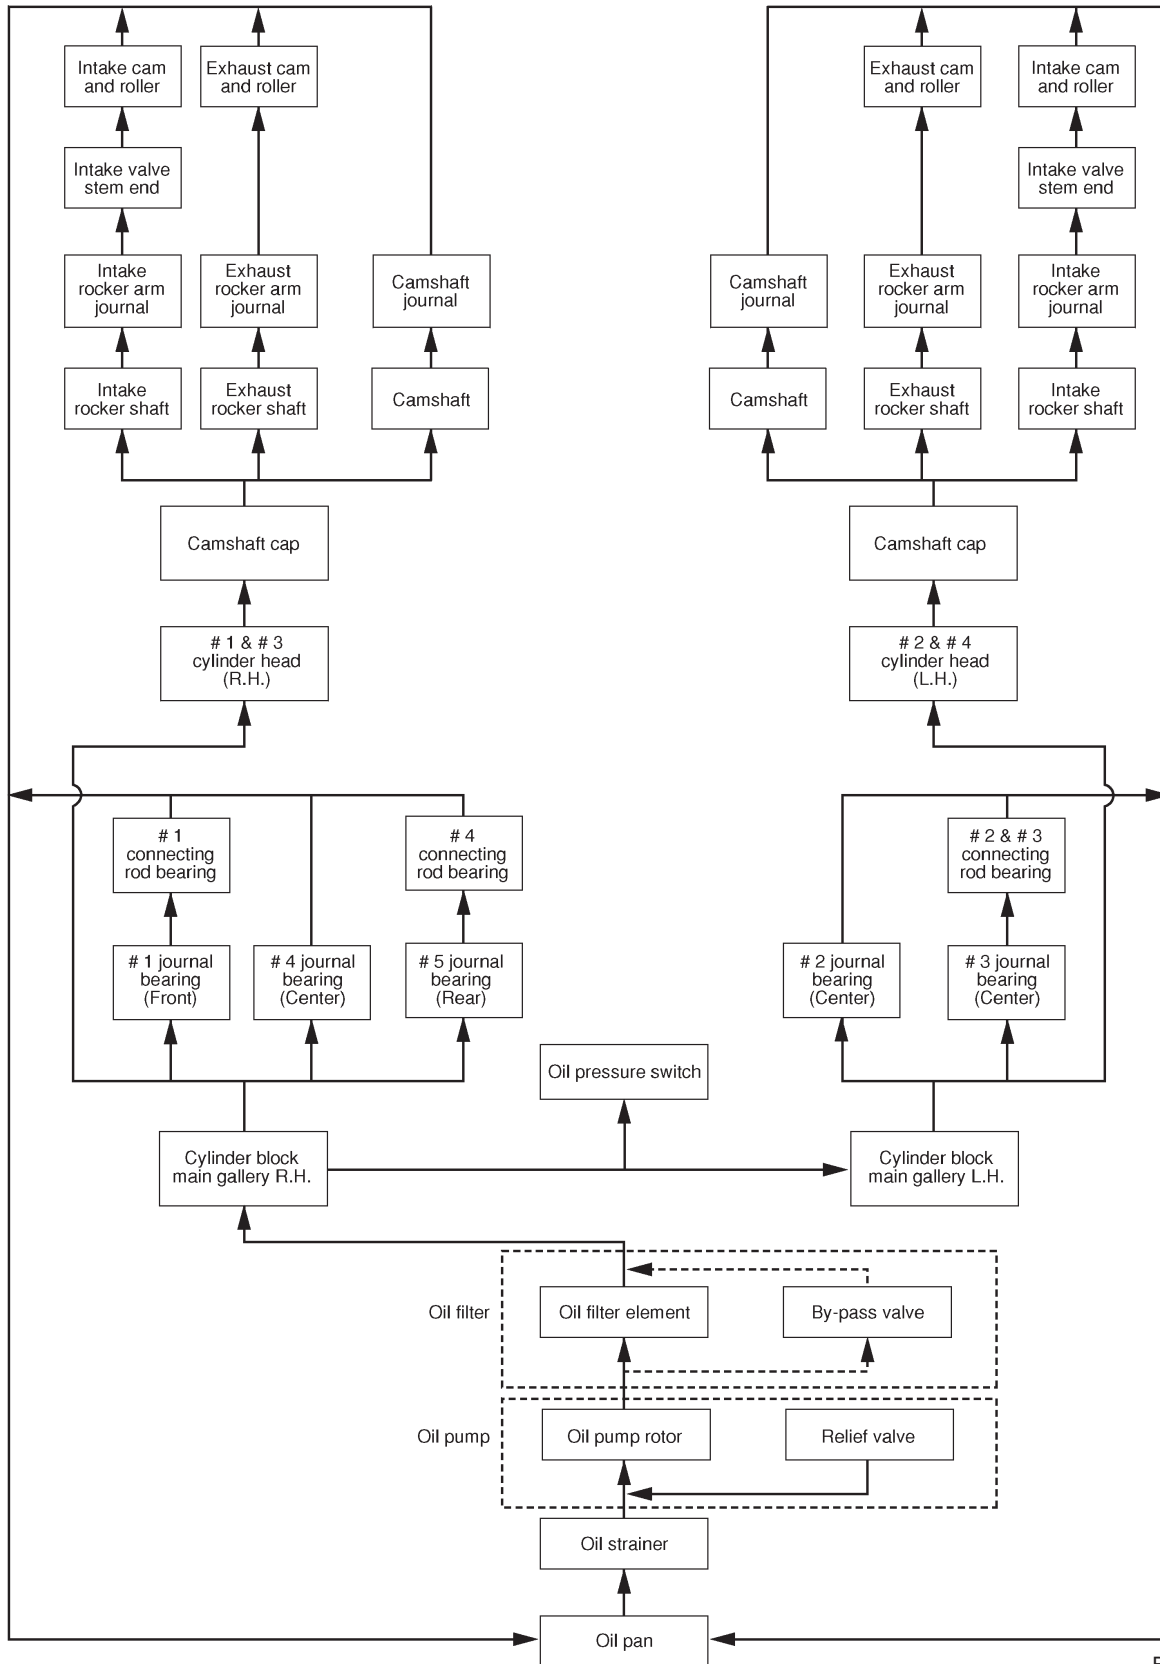 Intake cam
and roller
Exhaust cam
and roller
Exhaust cam
and roller
Intake cam
and roller
Intake valve
stem end
Intake valve
stem end
Intake
rocker arm
journal
Exhaust
rocker arm
journal
Camshaft
journal
Camshaft
journal
Exhaust
rocker arm
journal
Intake
rocker arm
journal
Intake
rocker shaft
Exhaust
rocker shaft
Camshaft
Camshaft
Exhaust
rocker shaft
Intake
rocker shaft
Camshaft cap
Camshaft cap
# 1 & # 3
cylinder head
(R.H.)
# 2 & # 4
cylinder head
(L.H.)
# 1
connecting
rod bearing
# 4
connecting
rod bearing
# 2 & # 3
connecting
rod bearing
# 1 journal
bearing
(Front)
# 4 journal
bearing
(Center)
# 5 journal
bearing
(Rear)
# 2 journal
bearing
(Center)
# 3 journal
bearing
(Center)
Oil pressure switch
Cylinder block
main gallery R.H.
Cylinder block
main gallery L.H.
Oil filter
Oil filter element
By-pass valve
Oil pump
Oil pump rotor
Relief valve
Oil strainer
Oil pan